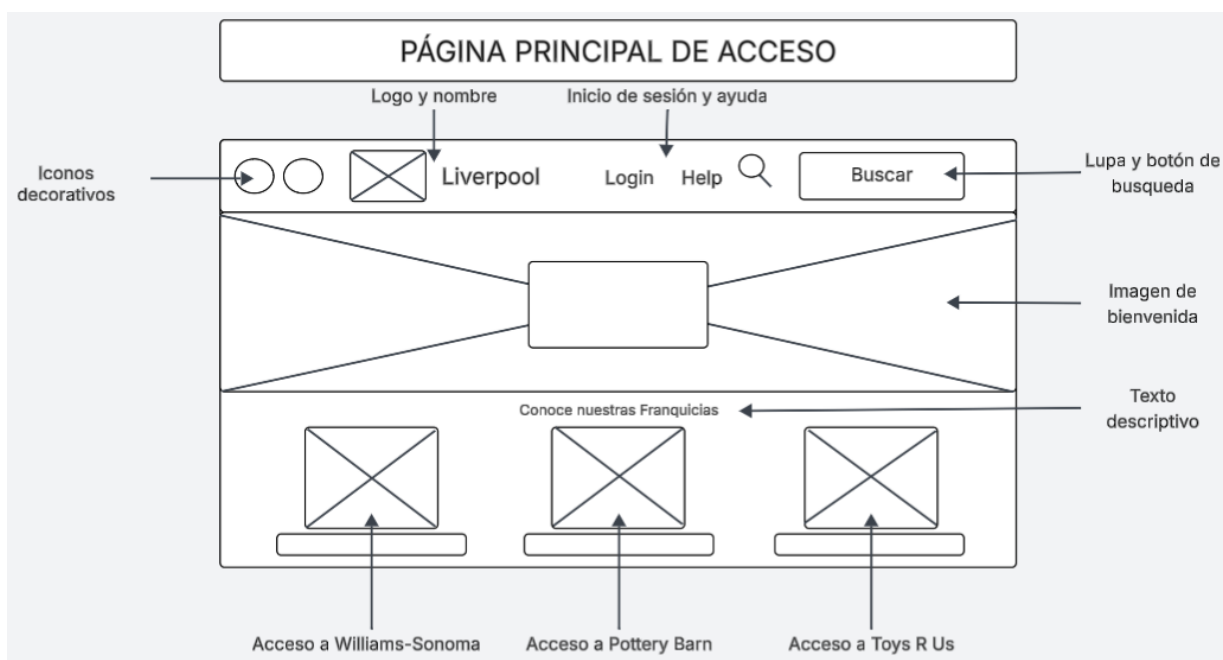 PÁGINA PRINCIPAL DE ACCESO
Logo y nombre
Inicio de sesión y ayuda
Iconos
decorativos
Liverpool
Login
Help
Buscar
Lupa y botón de
busqueda
Imagen de
bienvenida
Texto
descriptivo
Conoce nuestras Franquicias
Acceso a Williams-Sonoma
Acceso a Pottery Barn
Acceso a Toys R Us